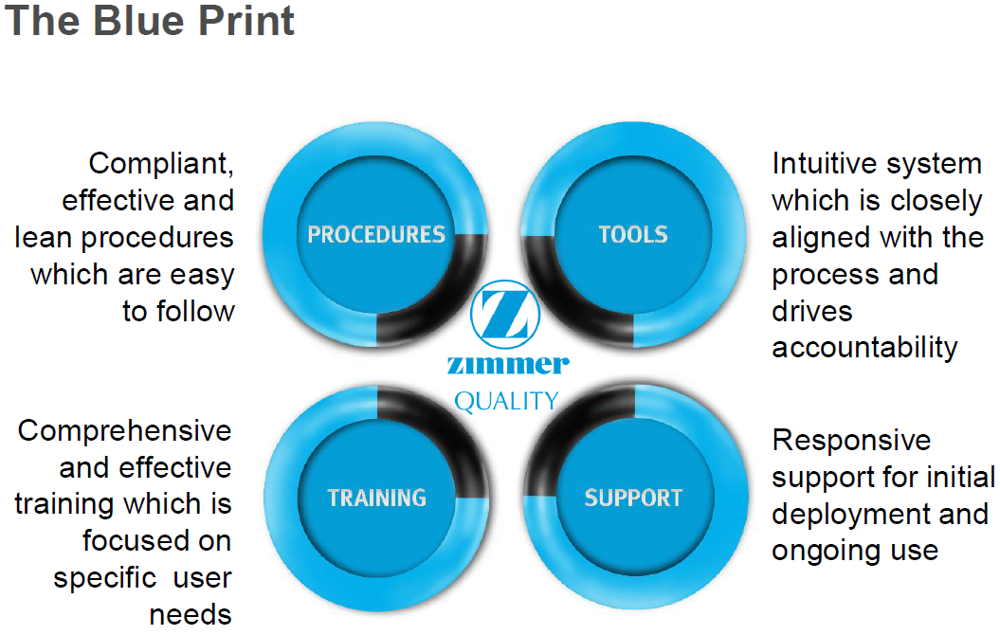 The Blue Print
Compliant,
effective and
lean procedures
which are easy
to follow
PROCEDURES
TOOLS
Intuitive system
which is closely
aligned with the
process and
drives
accountability
Z
zimmer
QUALITY
Comprehensive
and effective
training which is
focused on
specific  user
needs
TRAINING
SUPPORT
Responsive
support for initial
deployment and
ongoing use